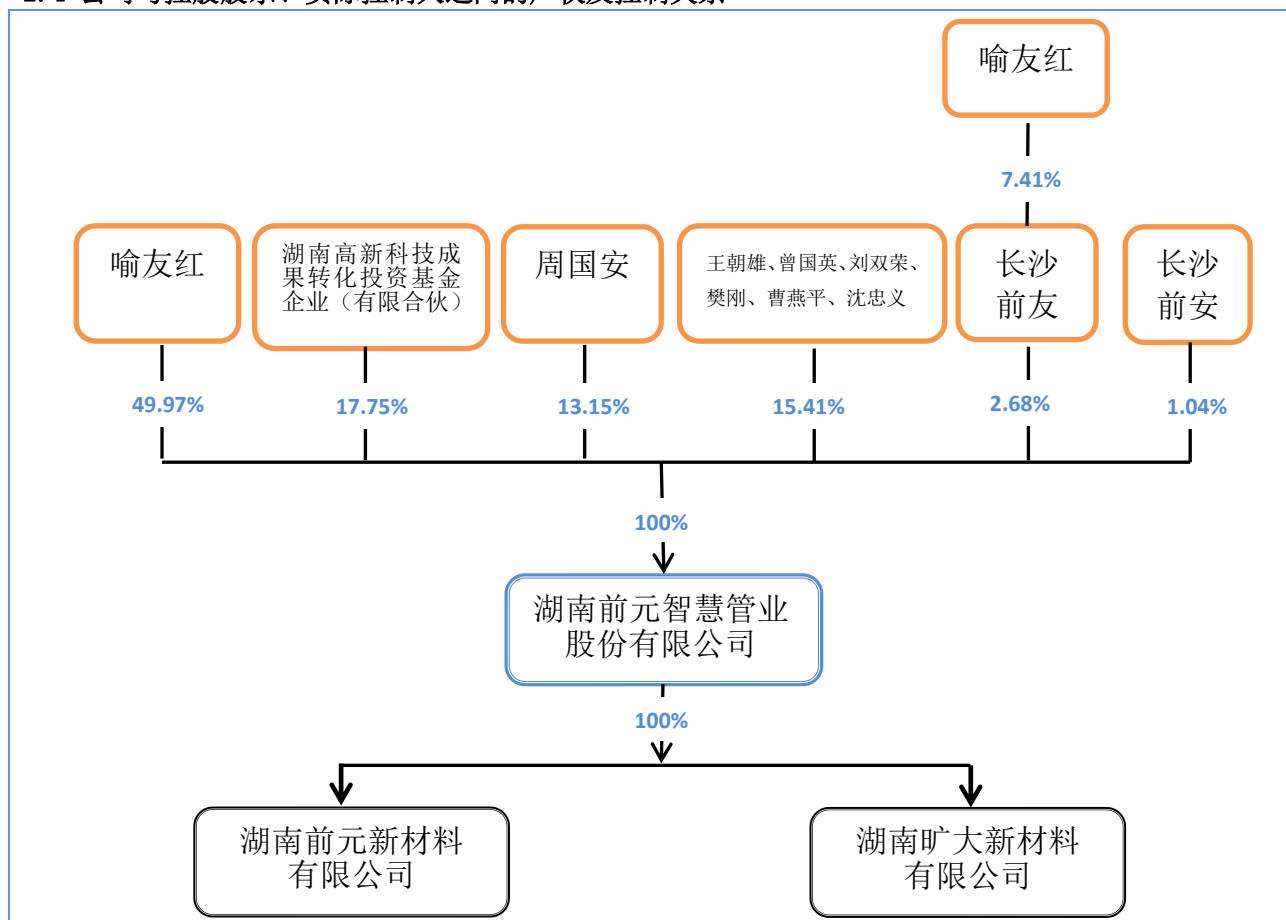 喻友红
7.41%
喻友红
湖南高新科技成
果转化投资基金
企业（有限合伙）
周国安
王朝雄、曾国英、刘双荣、
樊刚、曹燕平、沈忠义
长沙
前友
长沙
前安
49.97%
17.75%
13.15%
15.41%
2.68%
1.04%
100%
湖南前元智慧管业
股份有限公司
100%
湖南前元新材料
有限公司
湖南旷大新材料
有限公司